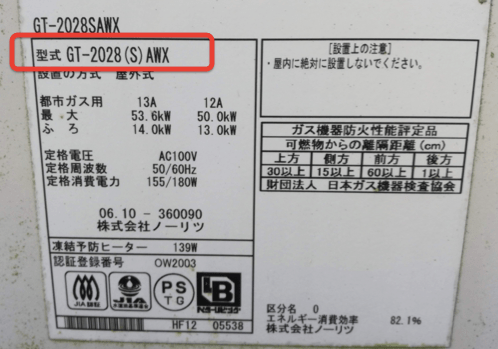 GT-2028SAWX
型式 GT-2028(S)AWX
設置の方式 屋外式
都市ガス用 13A 12A
最 大 53.6kW 50.0kW
ふ ろ 14.0kW 13.0kW
定格電圧 AC100V
定格周波数 50/60Hz
定格消費電力 155/180W
06.10-360090
株式会社ノーリツ
凍結予防ヒーター 139W
認証登録番号 OW2003
JIA
PS
TG
HF12 05538
[設置上の注意]
・屋内に絶対に設置しないでください。
ガス機器防火性能評定品
可燃物からの離隔距離(cm)
上方 側方 前方 後方
30以上 15以上 60以上 1以上
財団法人 日本ガス機器検査協会
区分名 O
エネルギー消費効率 82.1%
株式会社ノーリツ